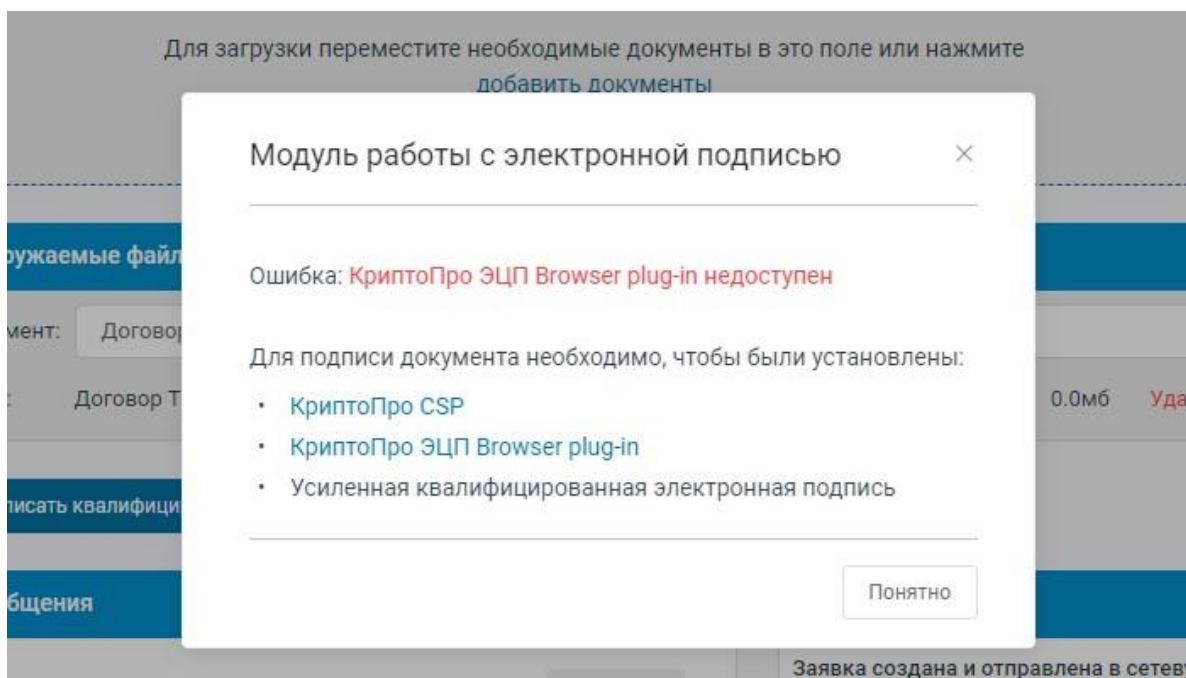 Для загрузки переместите необходимые документы в это поле или нажмите
добавить документы
Модуль работы с электронной подписью
ружаемые файл
Ошибка: КриптоПро ЭЦП Browser plug-in недоступен
мент: Договор
Для подписи документа необходимо, чтобы были установлены:
Договор Т
• КриптоПро CSP
0.0мб Уда
• КриптоПро ЭЦП Browser plug-in
• Усиленная квалифицированная электронная подпись
писать квалифици
Понятно
бщения
Заявка создана и отправлена в сетев